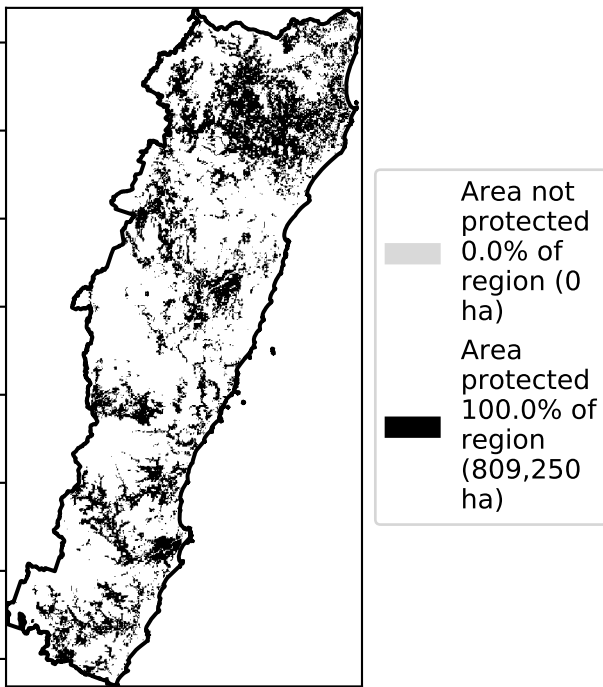 Area not
protected
0.0% of
region (0
ha)
Area
protected
100.0% of
region
(809,250
ha)